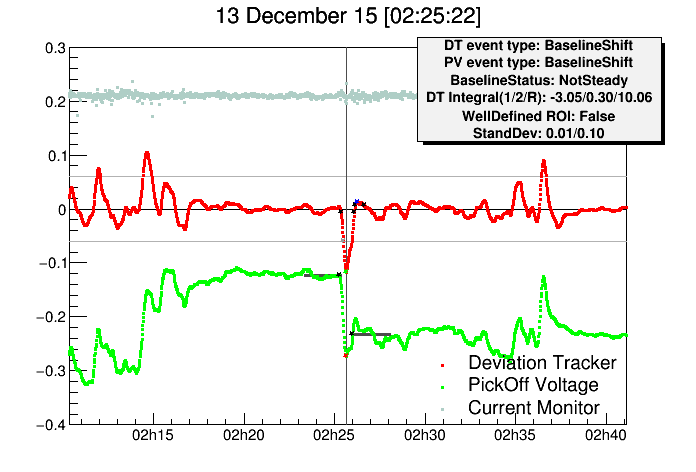 13 December 15 [02:25:22]
DT event type: BaselineShift
PV event type: BaselineShift
BaselineStatus: NotSteady
DT Integral(1/2/R): -3.05/0.30/10.06
WellDefined ROI: False
StandDev: 0.01/0.10
0.3
0.2
0.1
0
−0.1
−0.2
−0.3
−0.4
Deviation Tracker
PickOff Voltage
Current Monitor
02h15
02h20
02h25
02h30
02h35
02h40